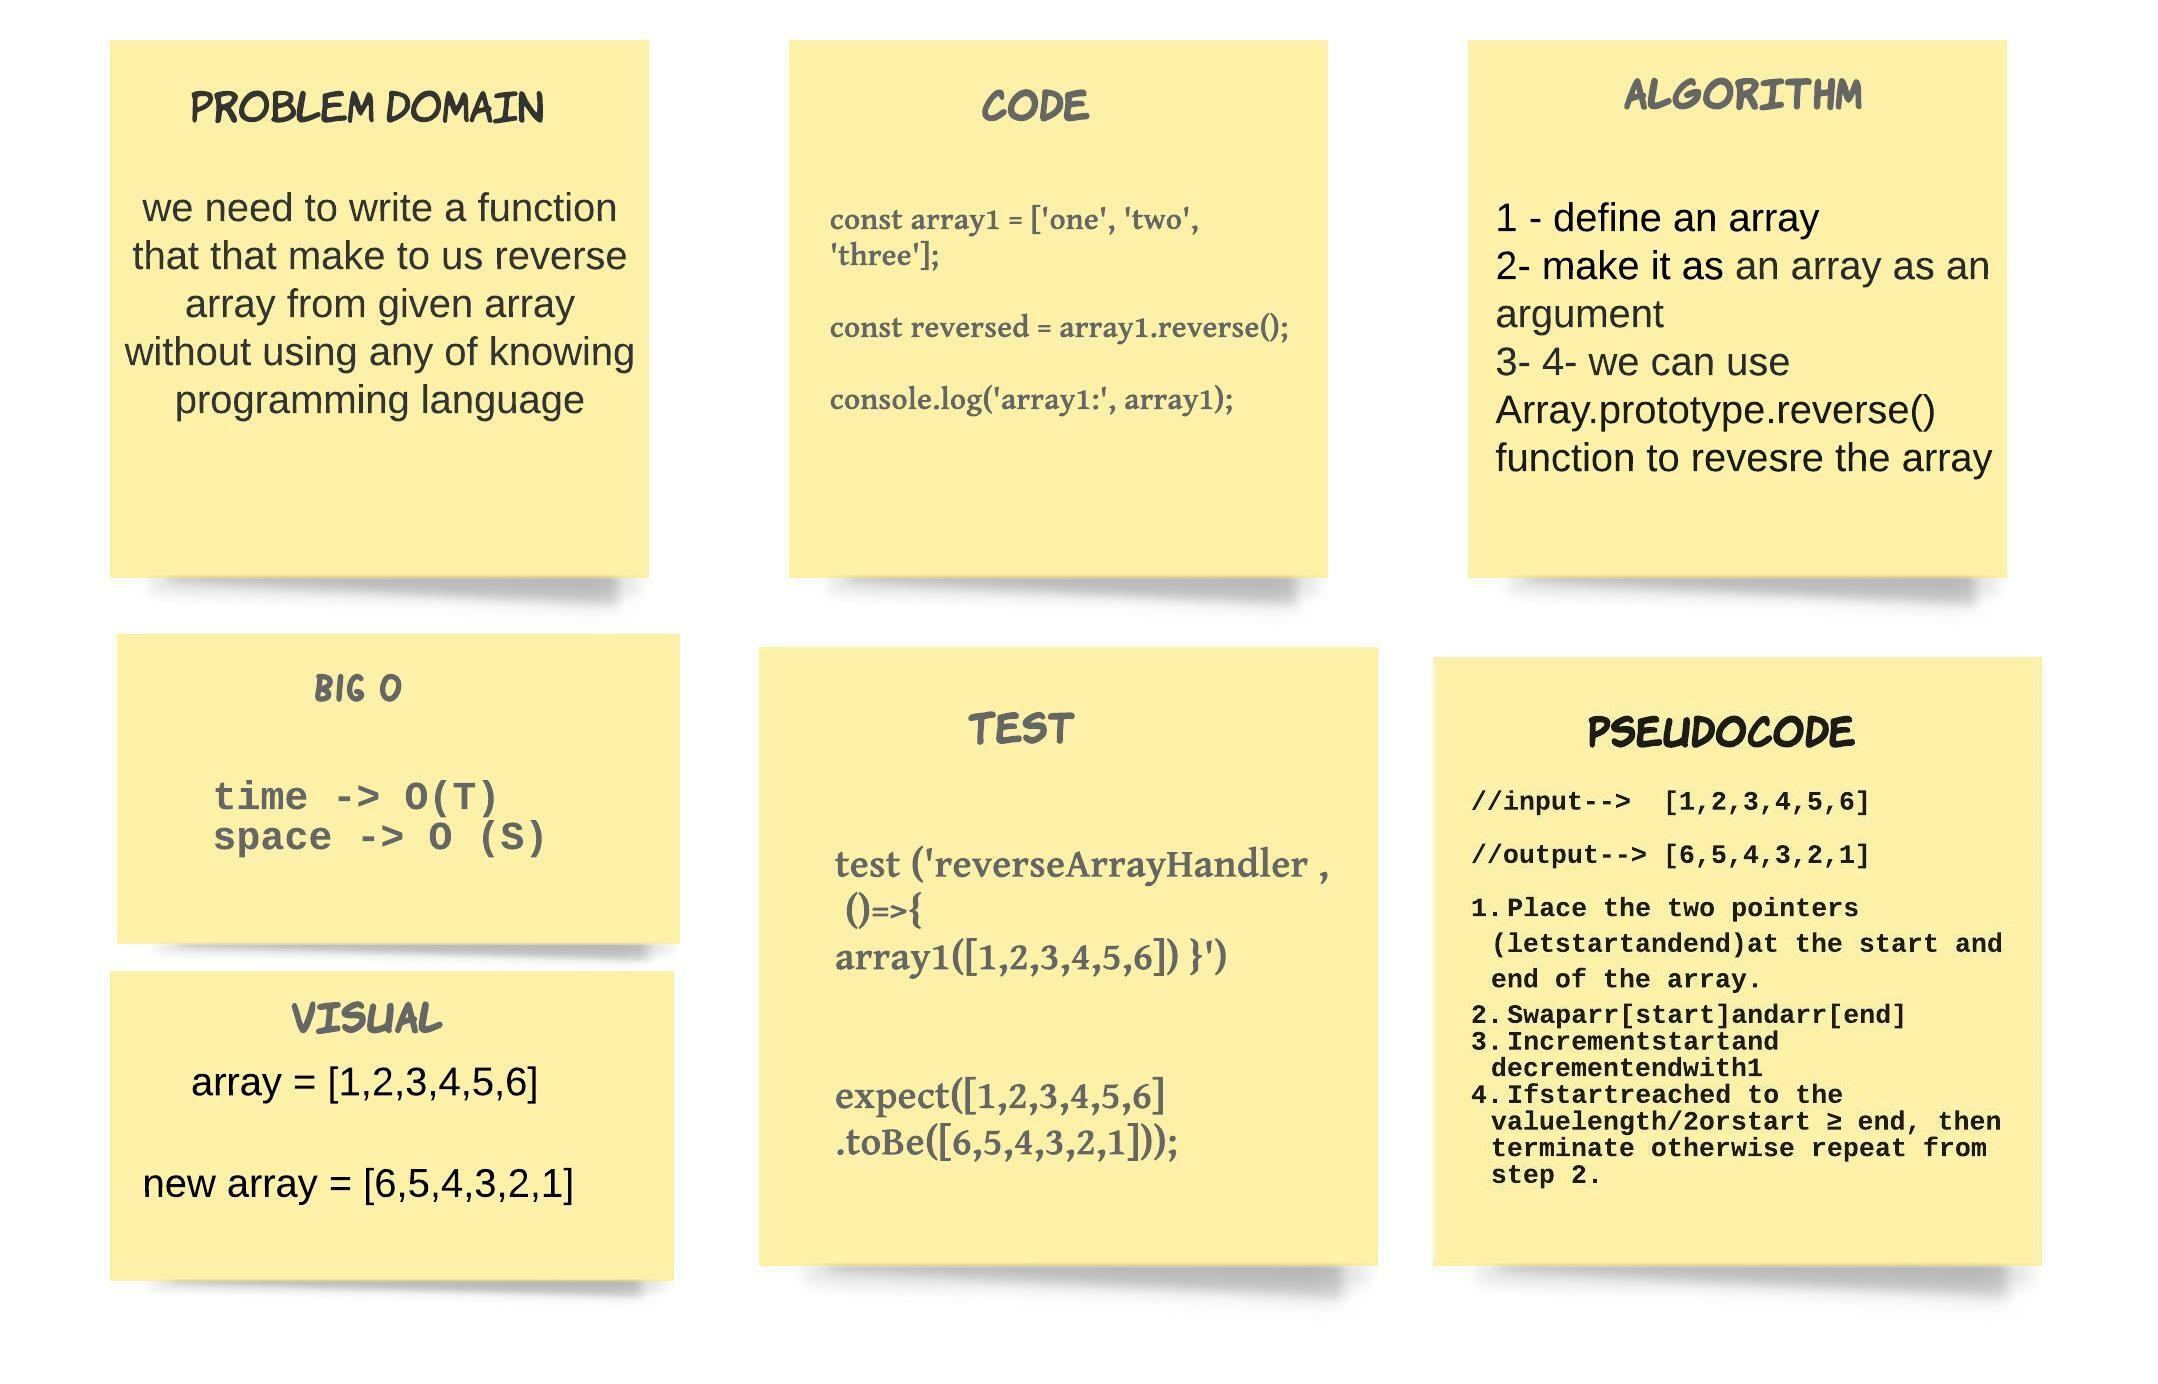 PROBLEM DOMAIN
we need to write a function
that that make to us reverse
array from given array
without using any of knowing
programming language
CODE
const array1 = ['one', 'two',
'three'];
const reversed = array1.reverse();
console.log('array1:', array1);
ALGORITHM
1 - define an array
2- make it as an array as an
argument
3- 4- we can use
Array.prototype.reverse()
function to revesre the array
BIG O
time -> O(T)
space -> O (S)
VISUAL
array = [1,2,3,4,5,6]
new array = [6,5,4,3,2,1]
TEST
test ('reverseArrayHandler ,
()=>{
array1([1,2,3,4,5,6]) }')
expect([1,2,3,4,5,6]
.toBe([6,5,4,3,2,1]));
PSEUDOCODE
//input-->  [1,2,3,4,5,6]
//output--> [6,5,4,3,2,1]
1. Place the two pointers
(letstartandend)at the start and
end of the array.
2. Swaparr[start]andarr[end]
3. Incrementstartand
decrementendwith1
4. Ifstartreached to the
valuelength/2orstart ≥ end, then
terminate otherwise repeat from
step 2.